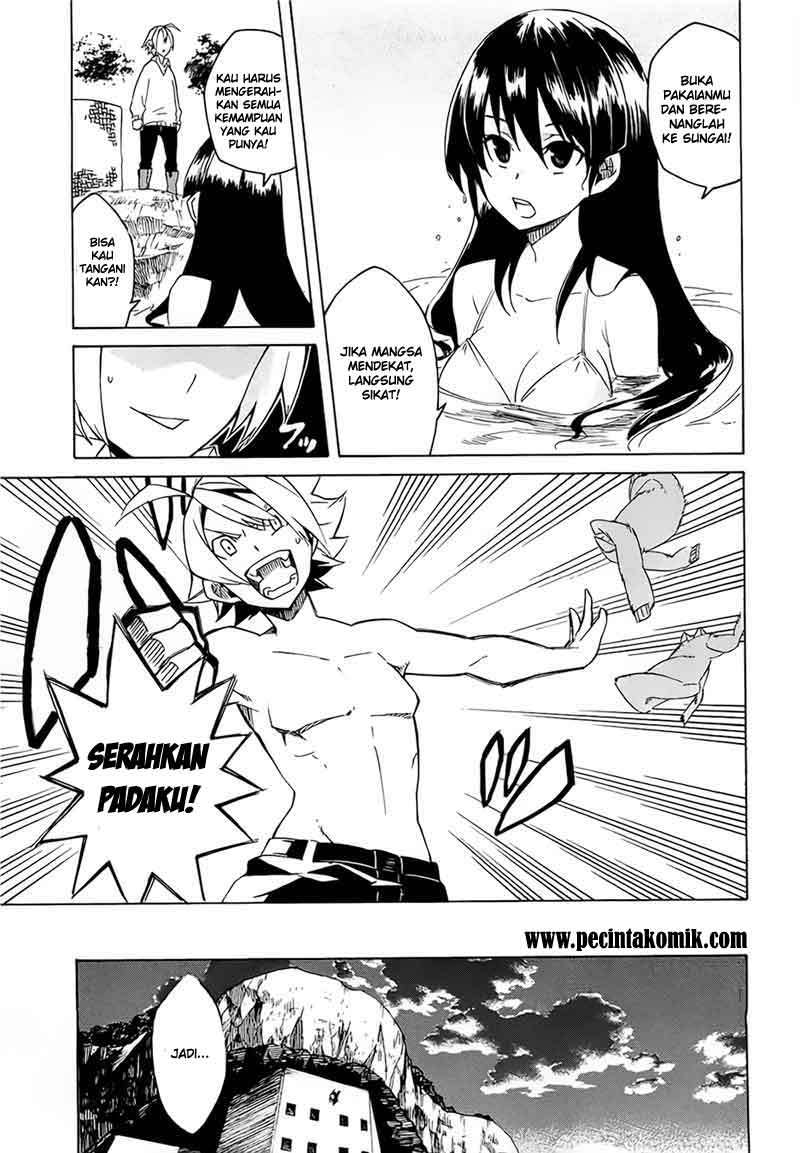 BUKA
PAKAIANMU
DAN BERE-
NANGLAH
KE SUNGAI!
JIKA MANGSA
MENDEKAT,
LANGSUNG
SIKAT!
KAU HARUS
MENGERAH-
KAN SEMUA
KEMAMPUAN
YANG KAU
PUNYA!
BISA
KAU
TANGANI
KAN?!
SERAHKAN
PADAKU!
www.pecintakomik.com
JADI...